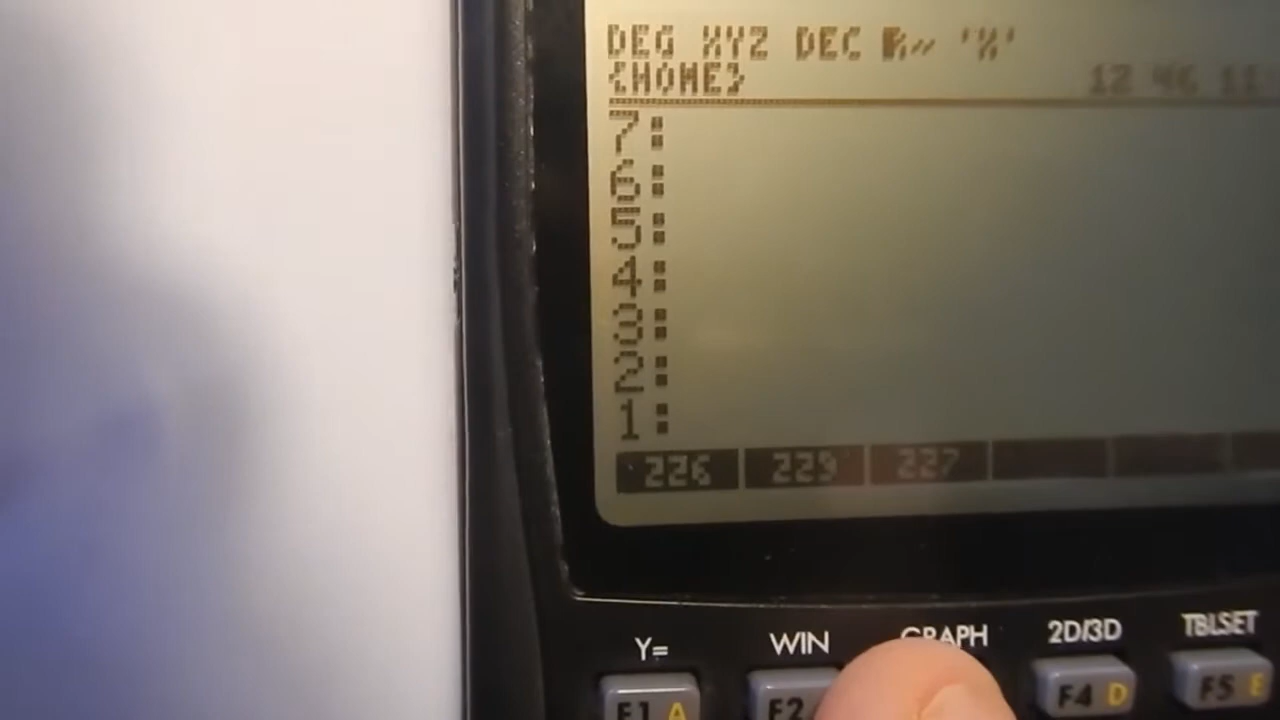 DEG XYZ DEC R~ 'X'
{HOME}
7:
6:
5:
4:
3:
2:
1:
226 229 227
Y= WIN GRAPH 2D/3D TBLSET
F1 A F2 F4 D F5 E